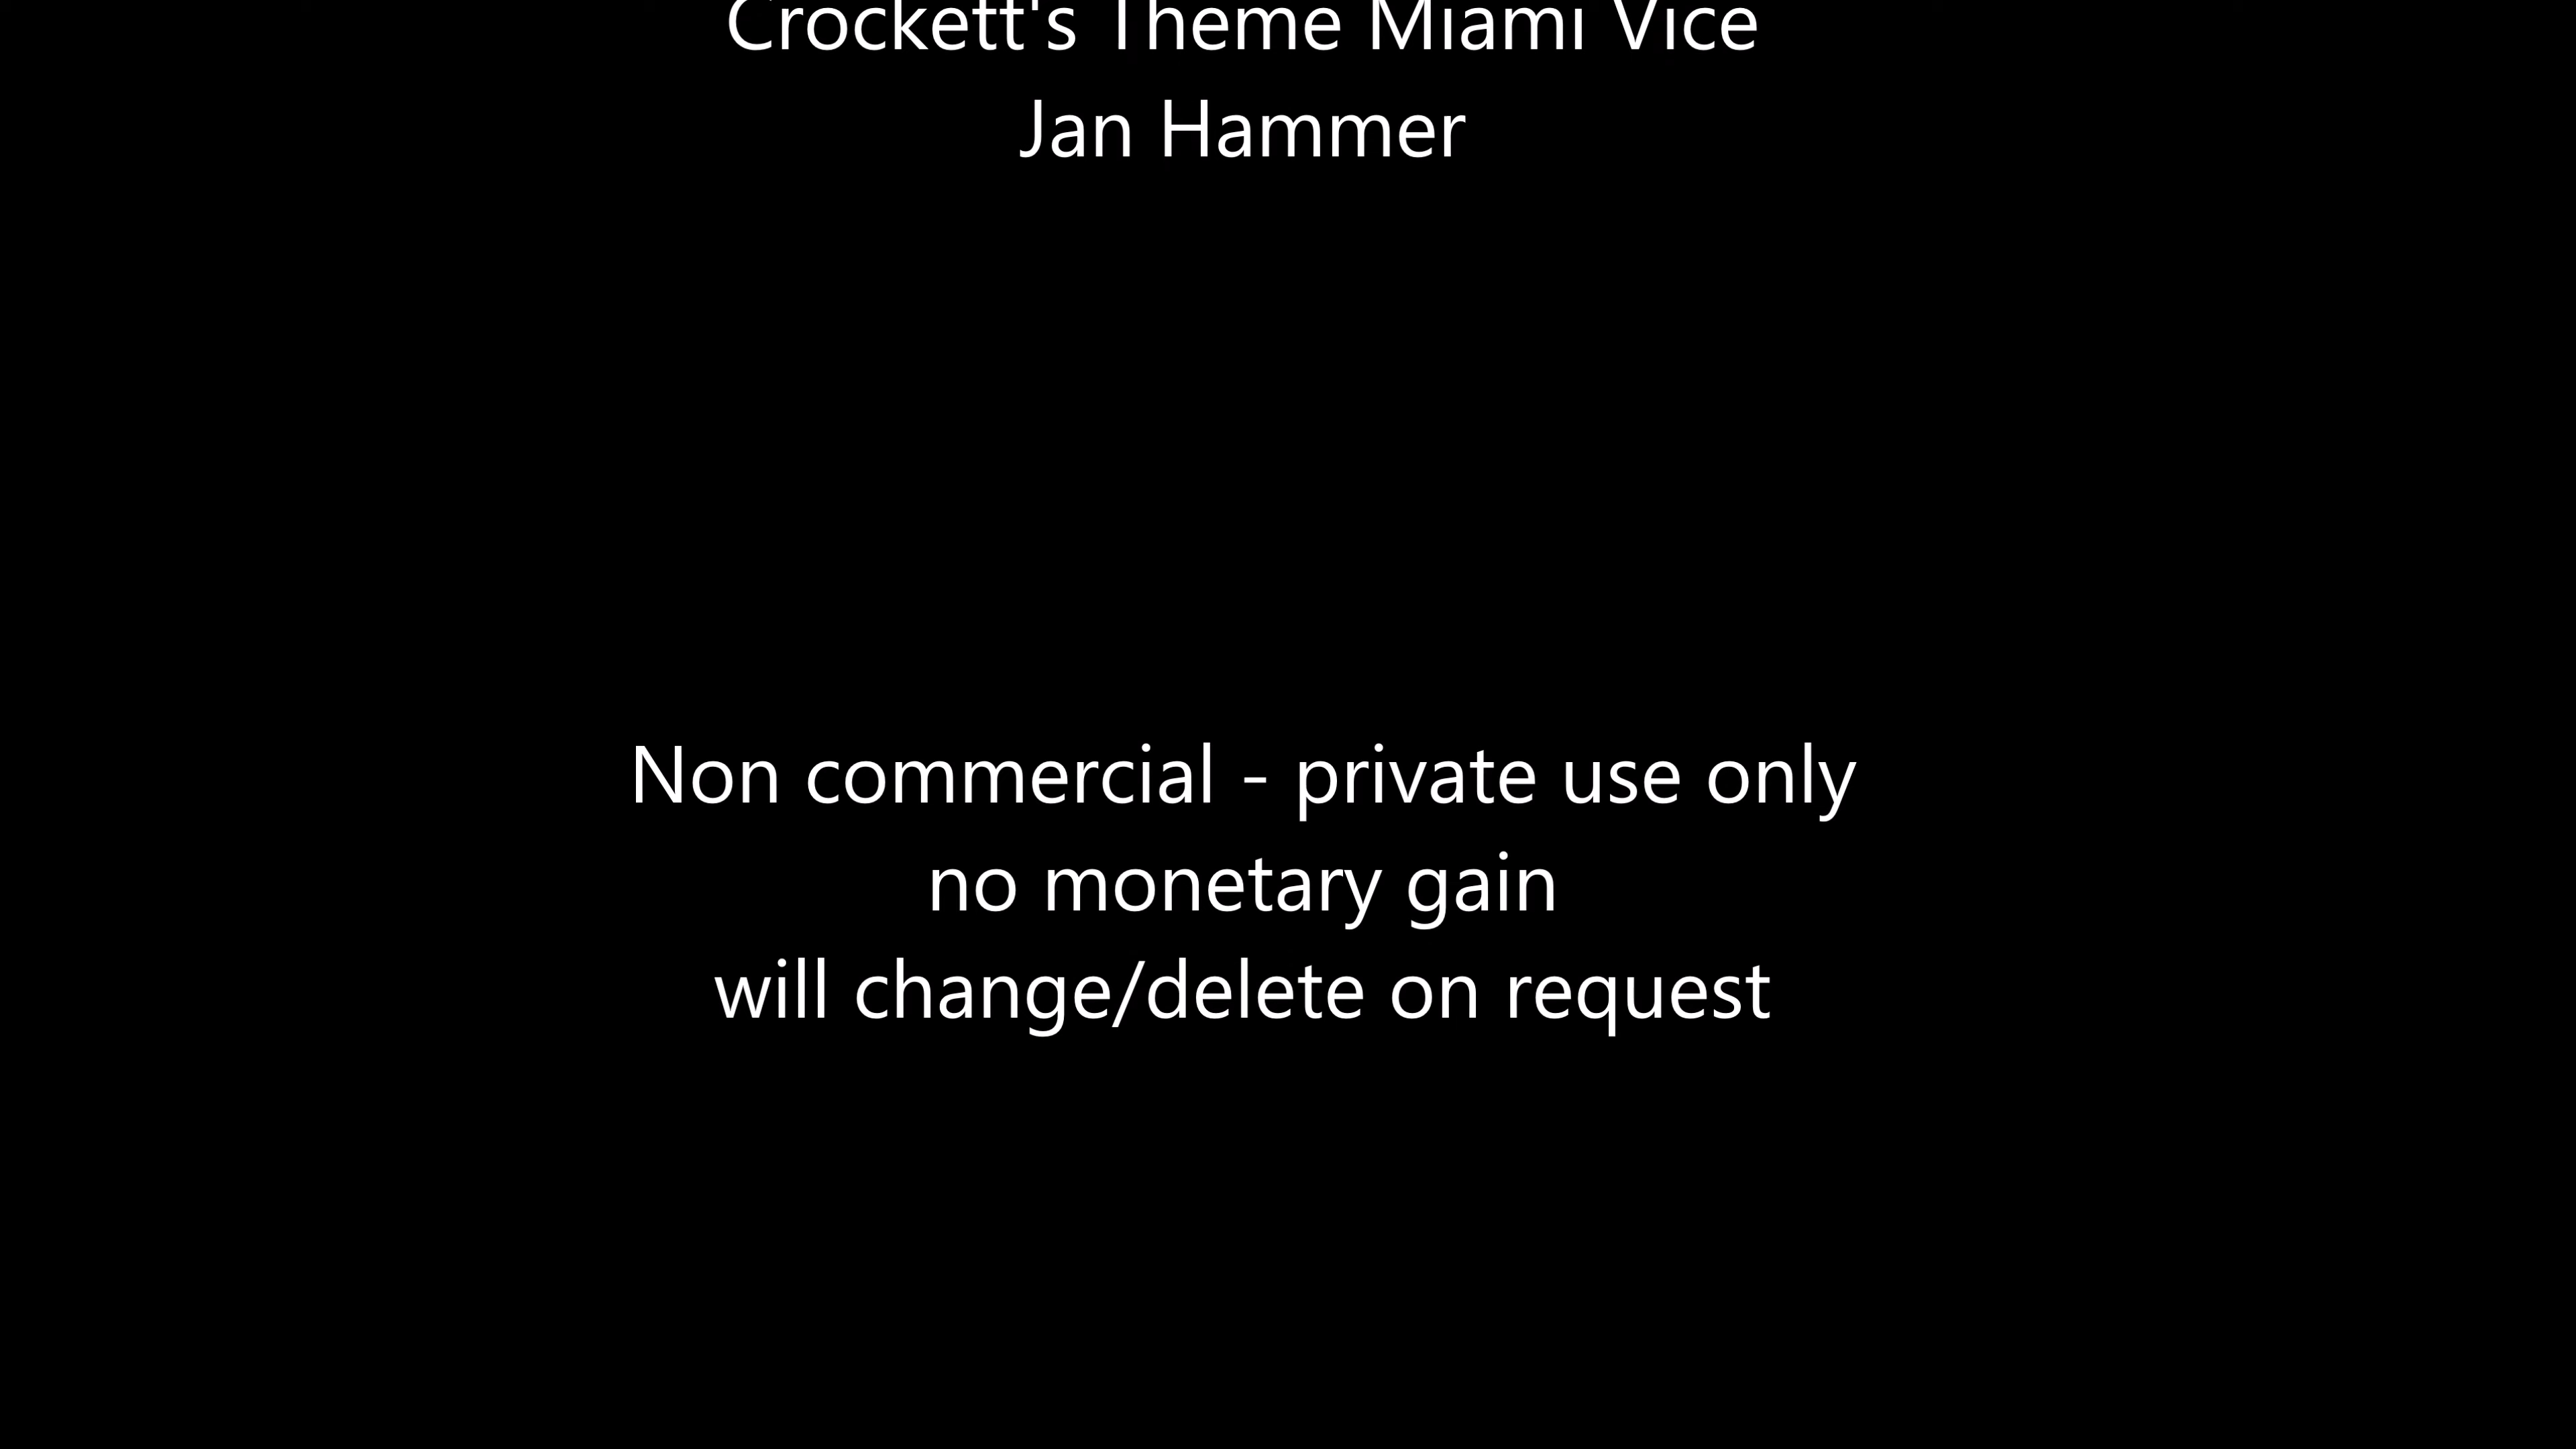 Crockett's Theme Miami Vice
Jan Hammer
Non commercial - private use only
no monetary gain
will change/delete on request